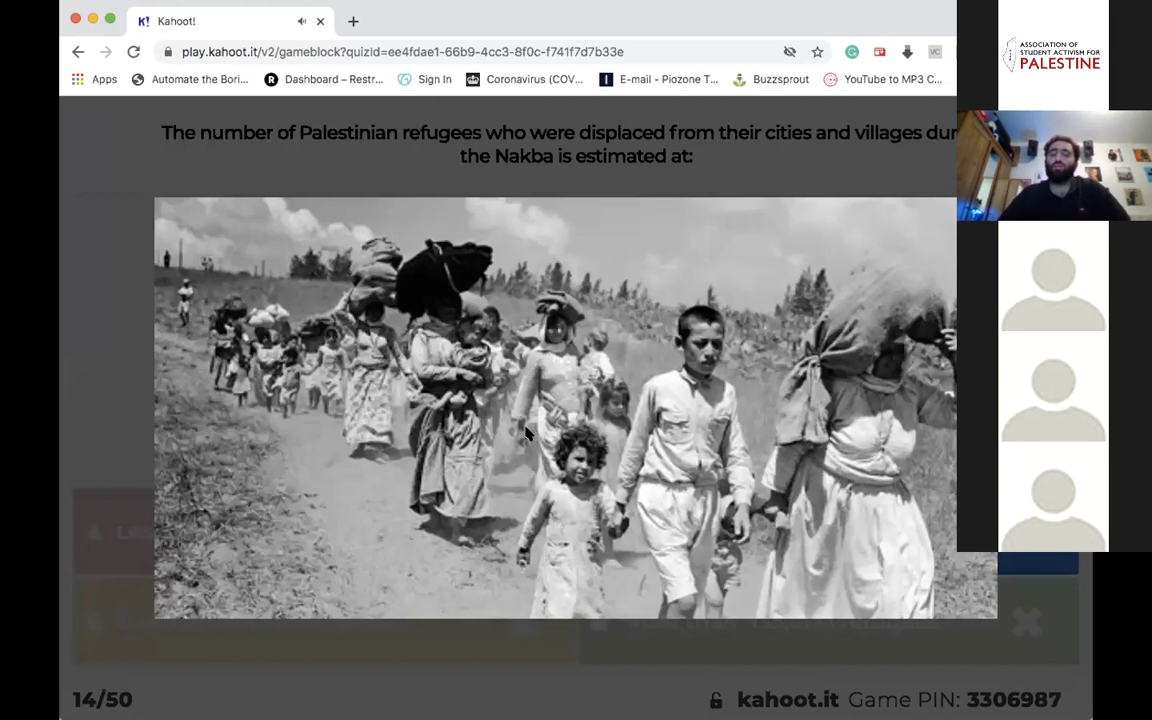 Kahoot!
play.kahoot.it/v2/gameblock?quizId=ee4fdae1-66b9-4cc3-8f0c-f741f7d7b33e
Apps
Automate the Bori...
Dashboard – Restr...
Sign In
Coronavirus (COV...
E-mail - Piozone T...
Buzzsprout
YouTube to MP3 C...
ASSOCIATION OF
STUDENT ACTIVISM FOR
PALESTINE
The number of Palestinian refugees who were displaced from their cities and villages dur
the Nakba is estimated at:
14/50
kahoot.it Game PIN: 3306987